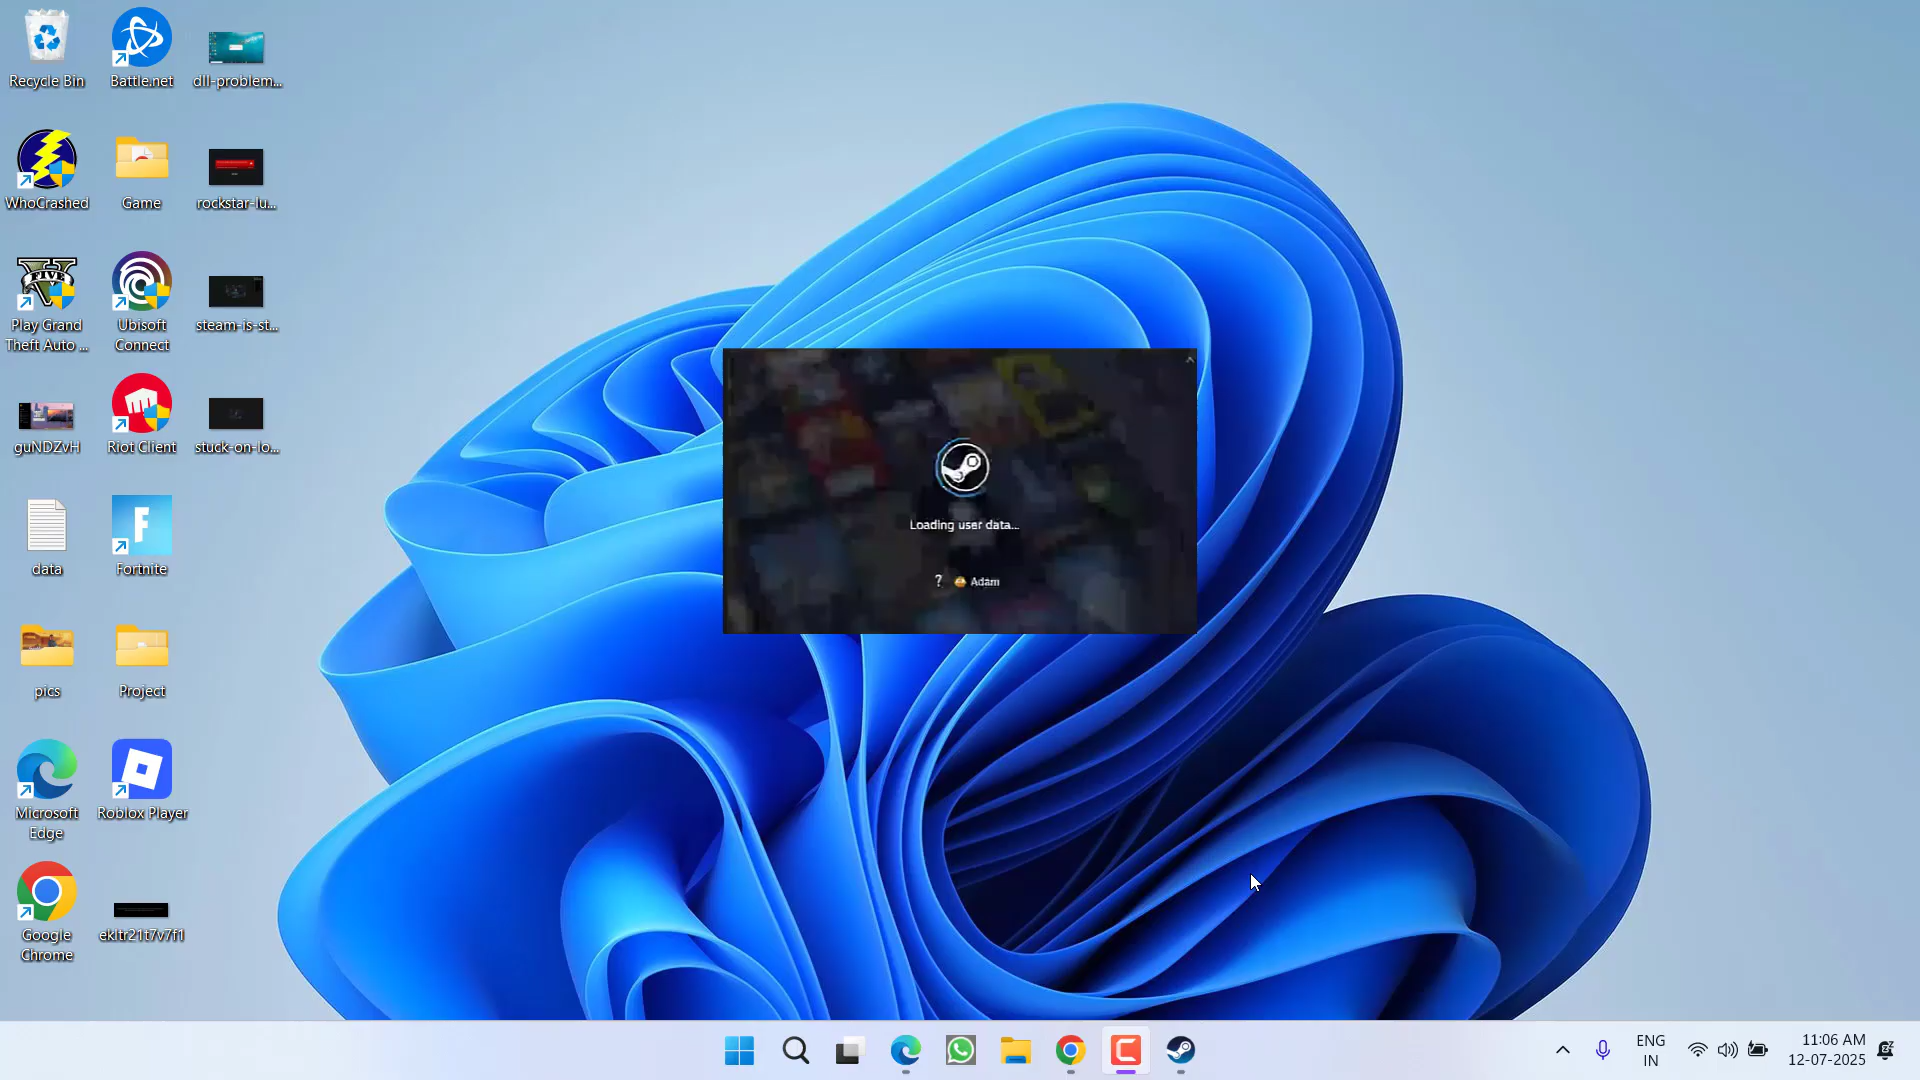 Recycle Bin
Battle.net
dll-problem...
WhoCrashed
Game
rockstar-lu...
Play Grand
Theft Auto ...
Ubisoft
Connect
steam-is-st...
guNDZvH
Riot Client
stuck-on-lo...
data
Fortnite
pics
Project
Microsoft
Edge
Roblox Player
Google
Chrome
ekltr21t7v7f1
FIVE
Loading user data...
? Adam
ENG
IN
11:06 AM
12-07-2025